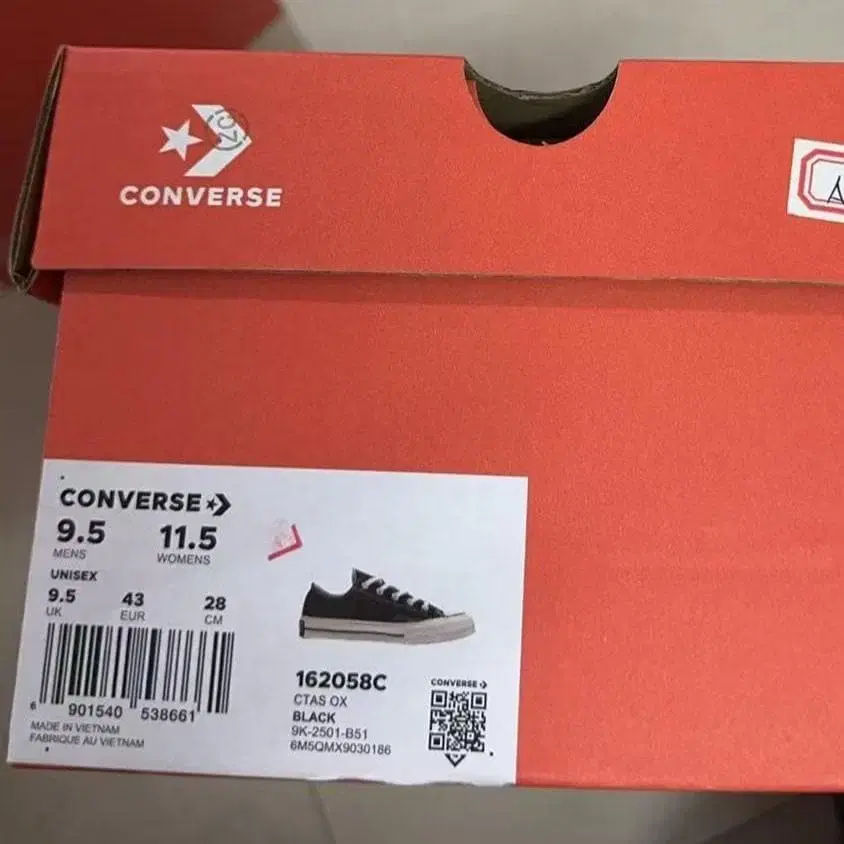 CONVERSE
CONVERSE
9.5 11.5
MENS WOMENS
UNISEX
9.5 43 28
UK EUR CM
6 901540 538661
MADE IN VIETNAM
FABRIQUE AU VIETNAM
162058C
CTAS OX
BLACK
9K-2501-B51
6M5QMX9030186
CONVERSE